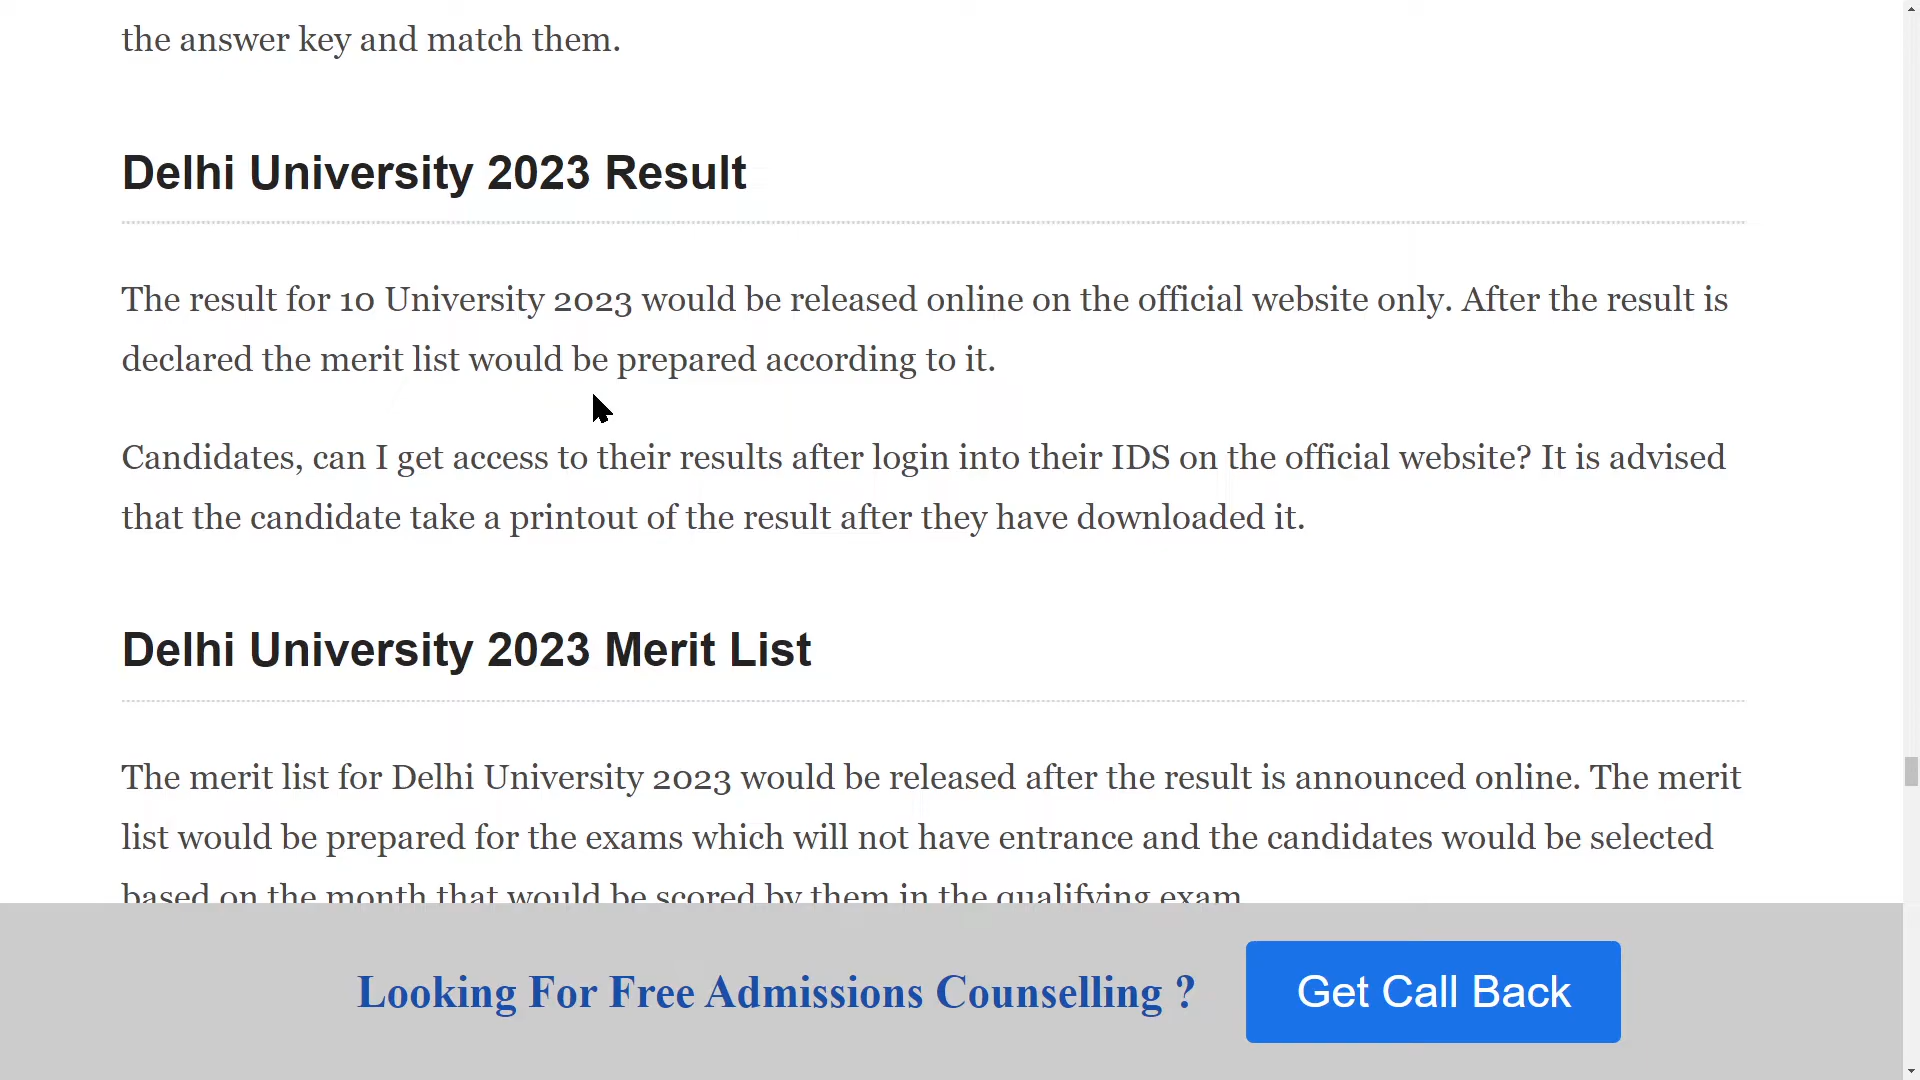 the answer key and match them.
Delhi University 2023 Result
The result for 10 University 2023 would be released online on the official website only. After the result is
declared the merit list would be prepared according to it.
Candidates, can I get access to their results after login into their IDS on the official website? It is advised
that the candidate take a printout of the result after they have downloaded it.
Delhi University 2023 Merit List
The merit list for Delhi University 2023 would be released after the result is announced online. The merit
list would be prepared for the exams which will not have entrance and the candidates would be selected
based on the month that would be scored by them in the qualifying exam
Looking For Free Admissions Counselling ?
Get Call Back